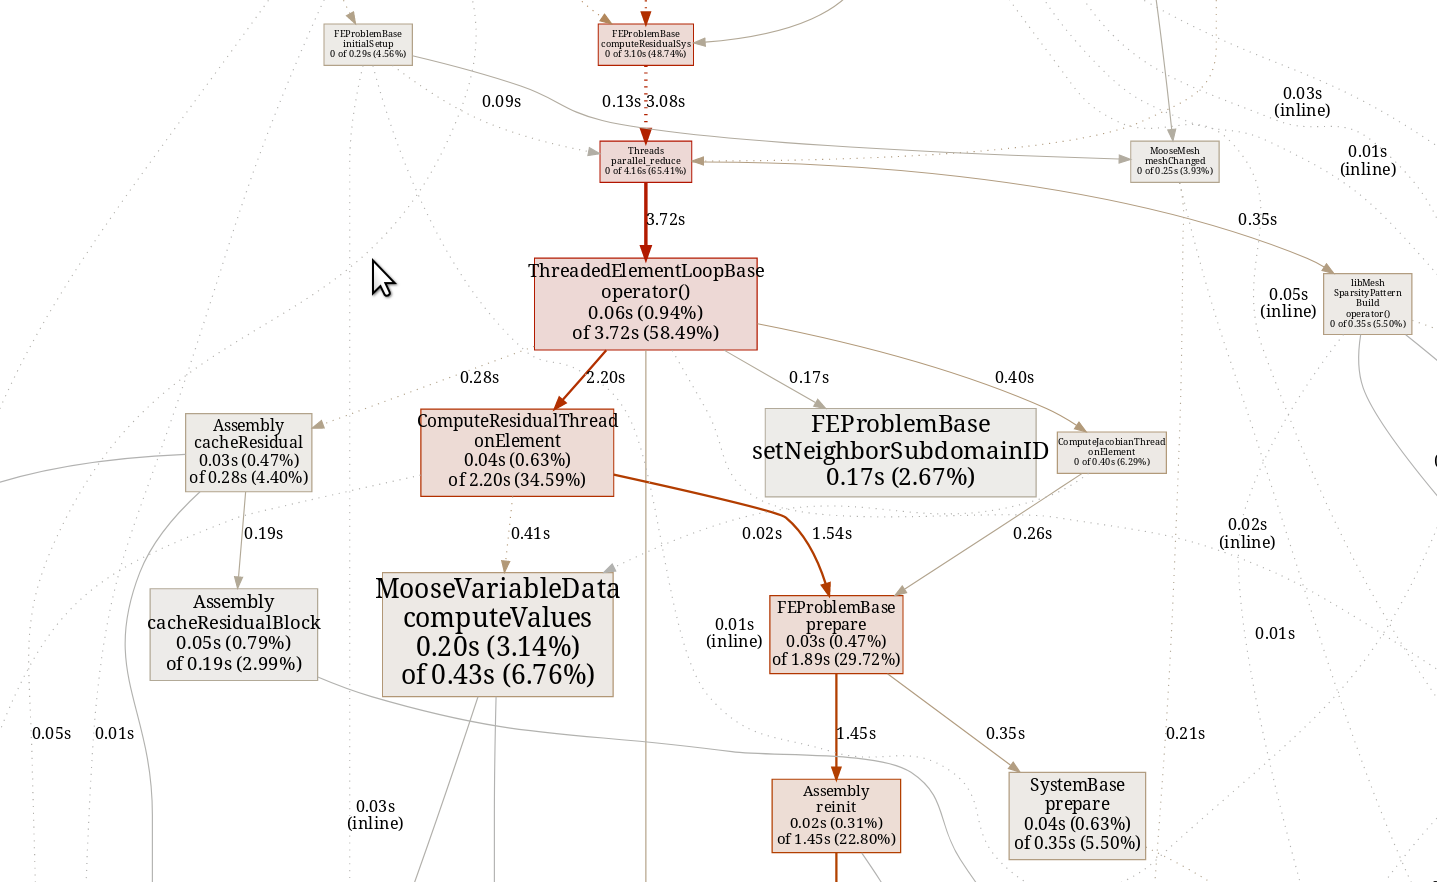 FEProblemBase
initialSetup
0 of 0.29s (4.56%)
FEProblemBase
computeResidualSys
0 of 3.10s (48.74%)
0.09s
0.13s
3.08s
0.03s
(inline)
Threads
parallel_reduce
0 of 4.16s (65.41%)
MooseMesh
meshChanged
0 of 0.25s (3.93%)
0.01s
(inline)
3.72s
0.35s
ThreadedElementLoopBase
operator()
0.06s (0.94%)
of 3.72s (58.49%)
0.05s
(inline)
libMesh
SparsityPattern
Build
operator()
0 of 0.35s (5.50%)
0.28s
2.20s
0.17s
0.40s
Assembly
cacheResidual
0.03s (0.47%)
of 0.28s (4.40%)
ComputeResidualThread
onElement
0.04s (0.63%)
of 2.20s (34.59%)
FEProblemBase
setNeighborSubdomainID
0.17s (2.67%)
ComputeJacobianThread
onElement
0 of 0.40s (6.29%)
0.19s
0.41s
0.02s
1.54s
0.26s
0.02s
(inline)
Assembly
cacheResidualBlock
0.05s (0.79%)
of 0.19s (2.99%)
MooseVariableData
computeValues
0.20s (3.14%)
of 0.43s (6.76%)
0.01s
(inline)
FEProblemBase
prepare
0.03s (0.47%)
of 1.89s (29.72%)
0.01s
0.05s
0.01s
1.45s
0.35s
0.21s
0.03s
(inline)
Assembly
reinit
0.02s (0.31%)
of 1.45s (22.80%)
SystemBase
prepare
0.04s (0.63%)
of 0.35s (5.50%)